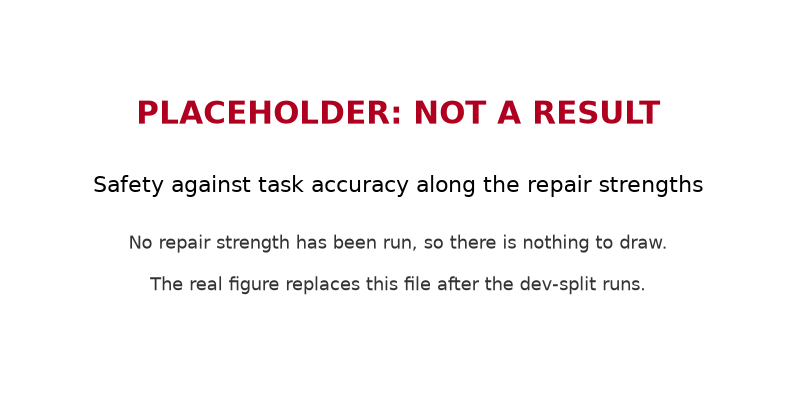 PLACEHOLDER: NOT A RESULT
Safety against task accuracy along the repair strengths
No repair strength has been run, so there is nothing to draw.
The real figure replaces this file after the dev-split runs.